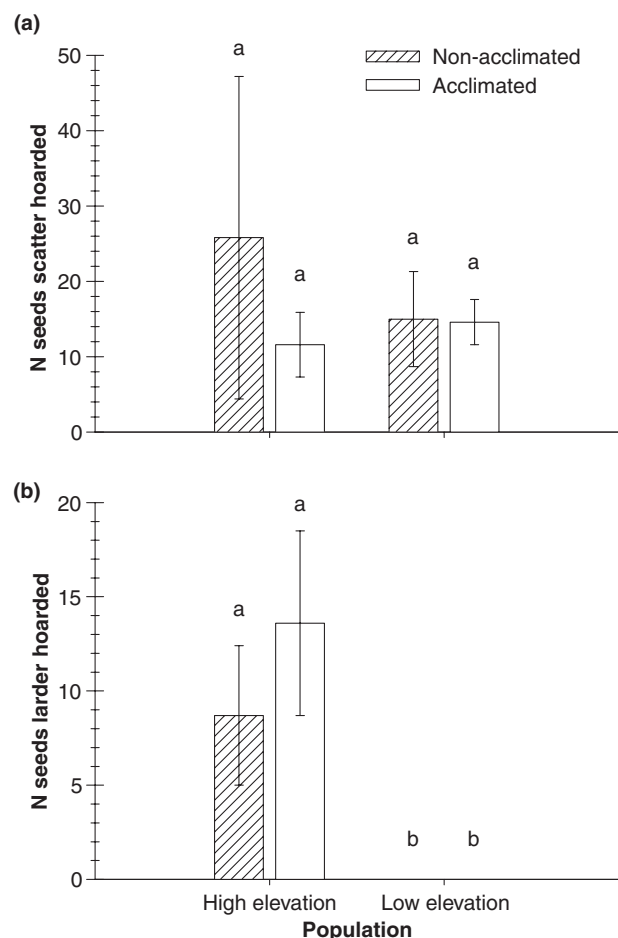 (a)
a
Non-acclimated
Acclimated
50
40
30
20
10
0
N seeds scatter hoarded
a
a
a
(b)
20
15
10
5
0
N seeds larder hoarded
a
a
b b
High elevation Low elevation
Population